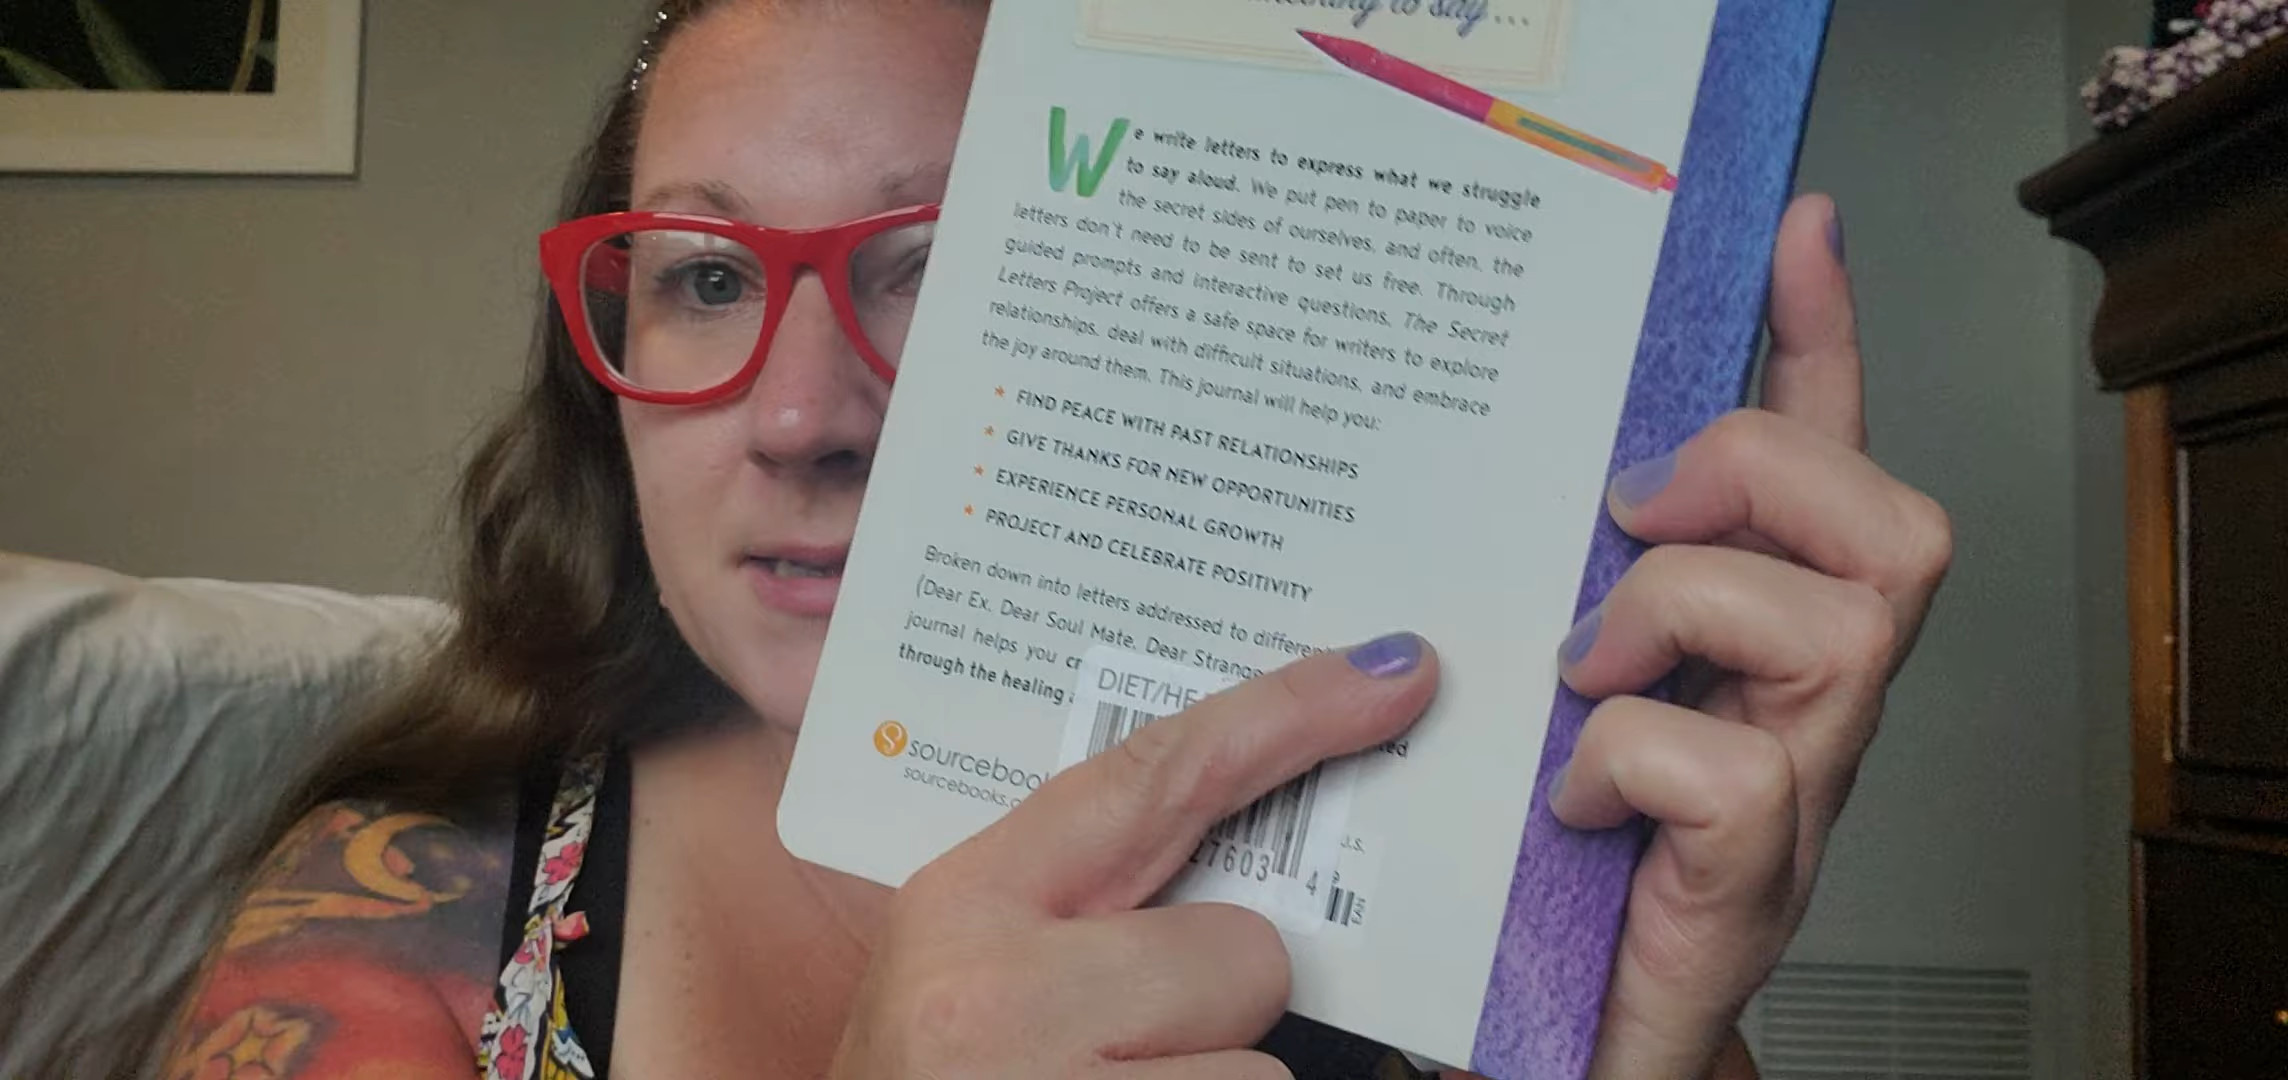 to say...
We write letters to express what we struggle
to say aloud. We put pen to paper to voice
the secret sides of ourselves, and often, the
letters don't need to be sent to set us free. Through
guided prompts and interactive questions, The Secret
Letters Project offers a safe space for writers to explore
relationships, deal with difficult situations, and embrace
the joy around them. This journal will help you:
* FIND PEACE WITH PAST RELATIONSHIPS
* GIVE THANKS FOR NEW OPPORTUNITIES
* EXPERIENCE PERSONAL GROWTH
* PROJECT AND CELEBRATE POSITIVITY
Broken down into letters addressed to
(Dear Ex, Dear Soul Mate, Dear
journal helps you
through the healing
DIET/HE
S
sourceboo
sourcebooks.
U.S.
27603 4